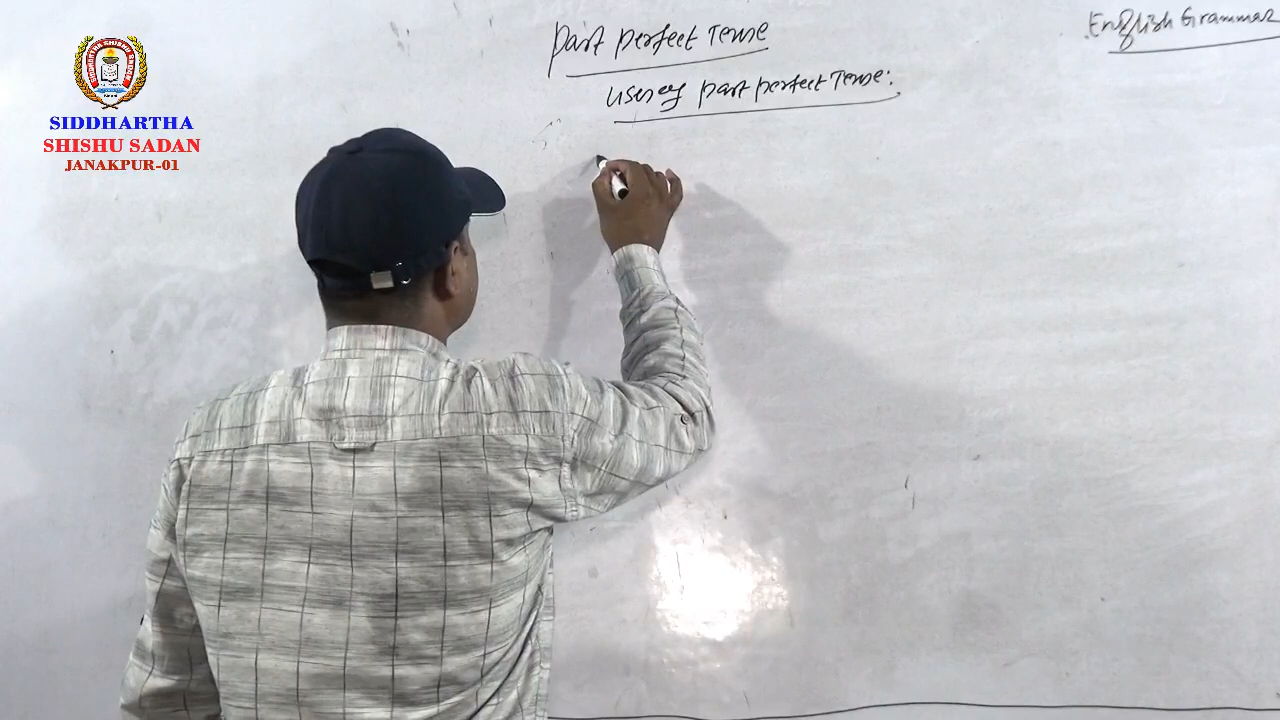 Past perfect Tense
English Grammar
uses of past perfect Tense:
SIDDHARTHA
SHISHU SADAN
JANAKPUR-01